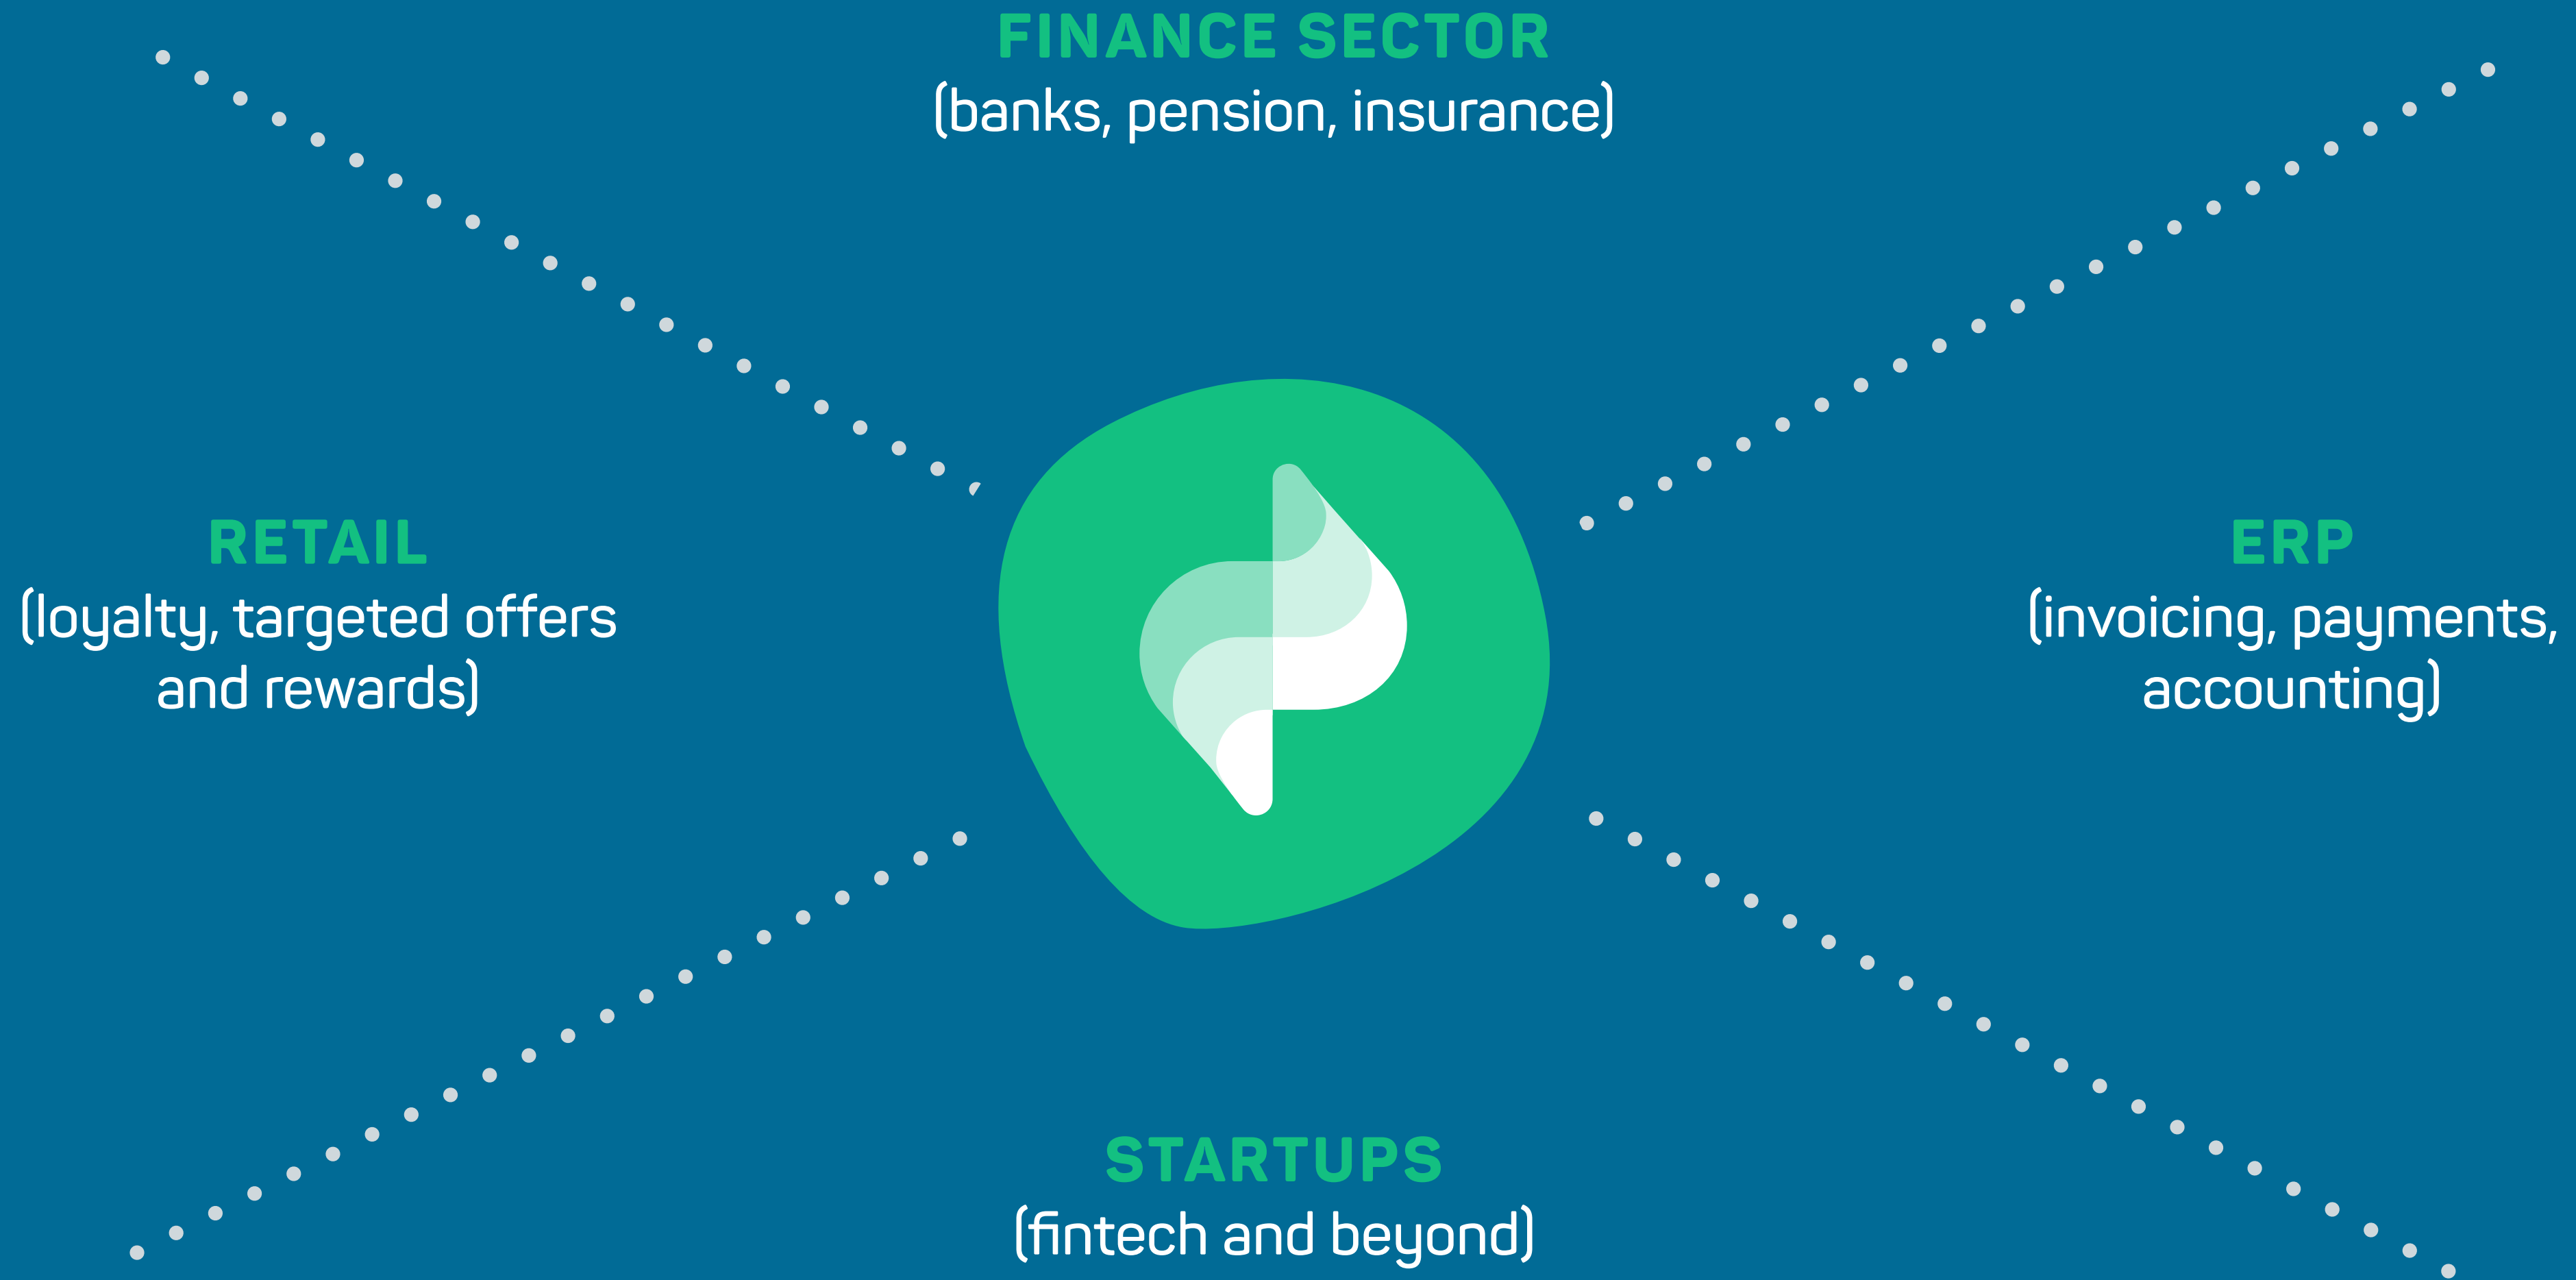 FINANCE SECTOR
(banks, pension, insurance)
RETAIL
(loyalty, targeted offers
and rewards)
ERP
(invoicing, payments,
accounting)
STARTUPS
(fintech and beyond)